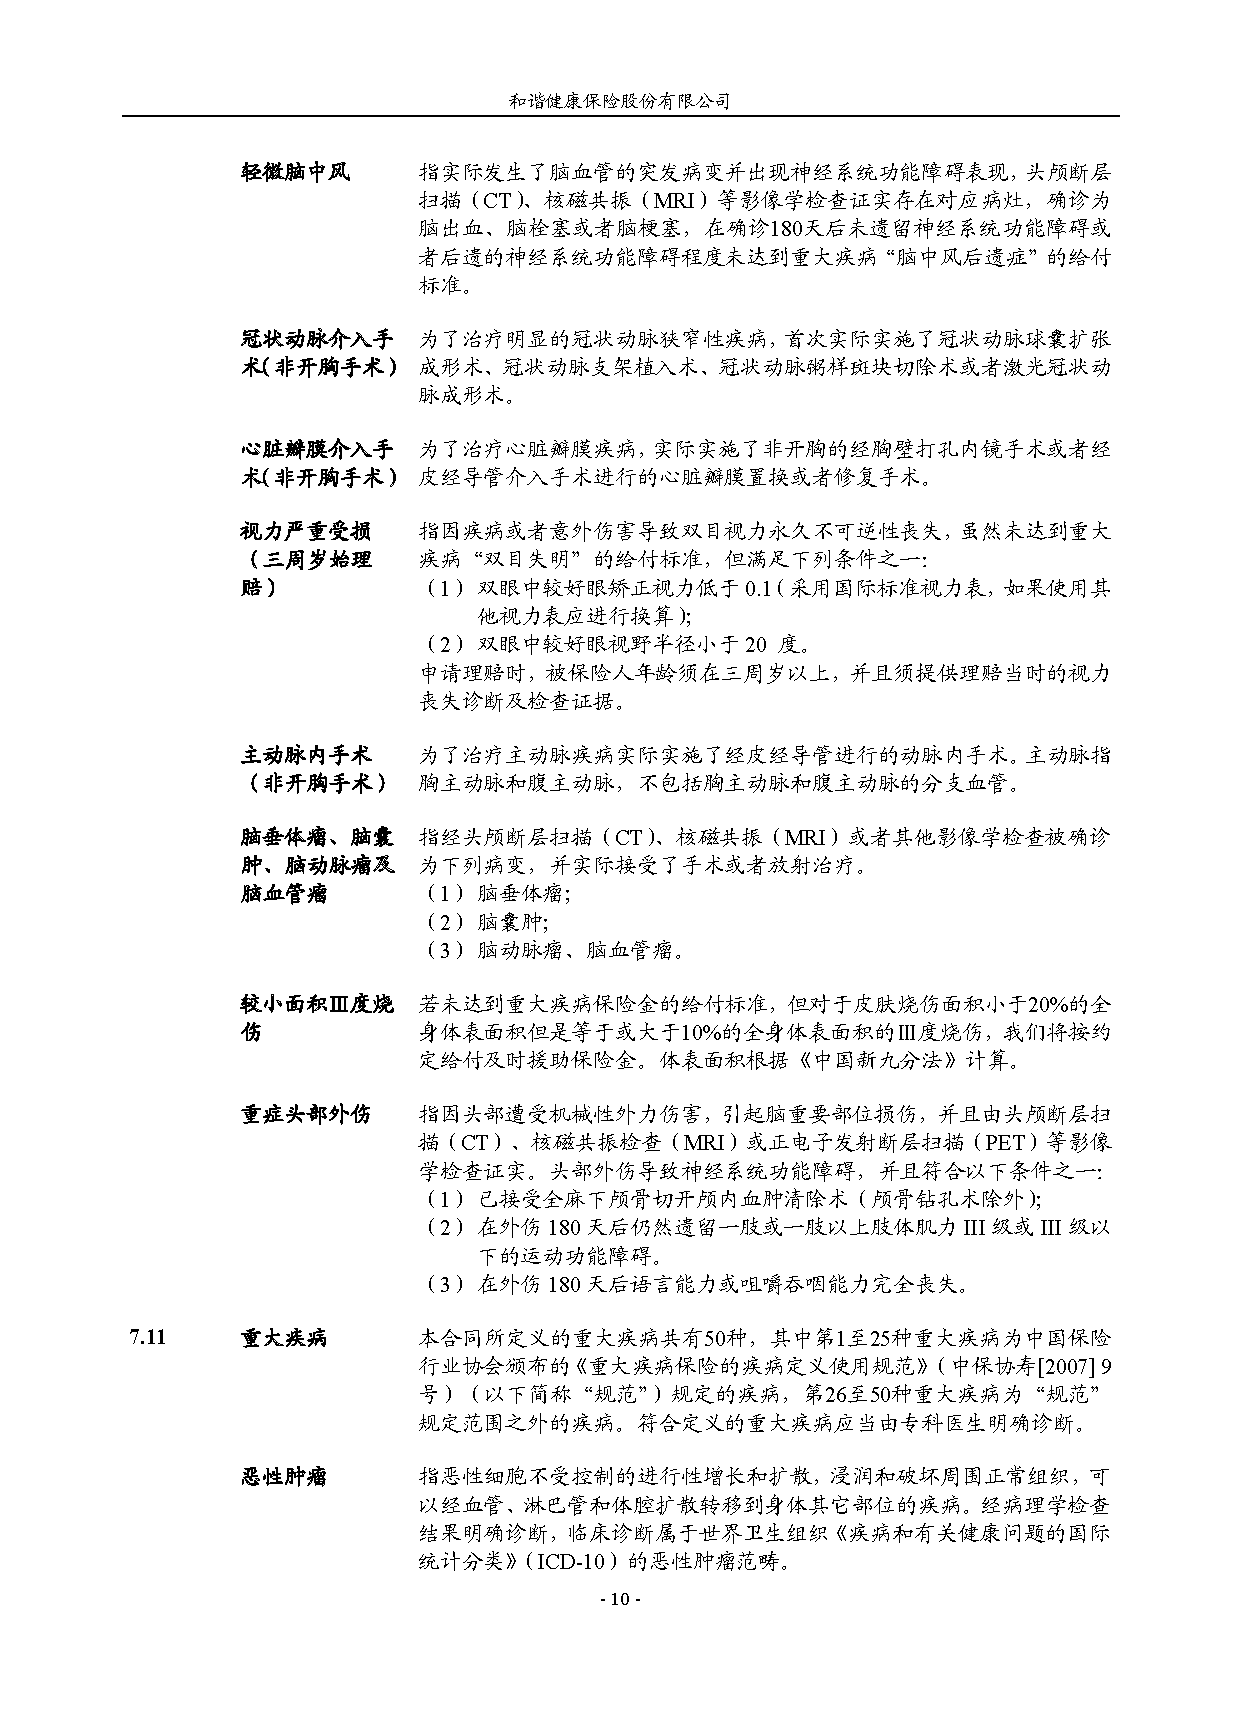 和谐健康保险股份有限公司
轻微脑中风 指实际发生了脑血管的突发病变并出现神经系统功能障碍表现，头颅断层
扫描（CT）、核磁共振（MRI）等影像学检查证实存在对应病灶，确诊为
脑出血、脑栓塞或者脑梗塞，在确诊180天后未遗留神经系统功能障碍或
者后遗的神经系统功能障碍程度未达到重大疾病“脑中风后遗症”的给付
标准。
冠状动脉介入手 为了治疗明显的冠状动脉狭窄性疾病，首次实际实施了冠状动脉球囊扩张
术（非开胸手术） 成形术、冠状动脉支架植入术、冠状动脉粥样斑块切除术或者激光冠状动
脉成形术。
心脏瓣膜介入手 为了治疗心脏瓣膜疾病，实际实施了非开胸的经胸壁打孔内镜手术或者经
术（非开胸手术） 皮经导管介入手术进行的心脏瓣膜置换或者修复手术。
视力严重受损 指因疾病或者意外伤害导致双目视力永久不可逆性丧失，虽然未达到重大
（三周岁始理 疾病“双目失明”的给付标准，但满足下列条件之一：
赔） （1） 双眼中较好眼矫正视力低于 0.1（采用国际标准视力表，如果使用其
他视力表应进行换算）；
（2） 双眼中较好眼视野半径小于 20 度。
申请理赔时，被保险人年龄须在三周岁以上，并且须提供理赔当时的视力
丧失诊断及检查证据。
主动脉内手术 为了治疗主动脉疾病实际实施了经皮经导管进行的动脉内手术。主动脉指
（非开胸手术） 胸主动脉和腹主动脉，不包括胸主动脉和腹主动脉的分支血管。
脑垂体瘤、脑囊 指经头颅断层扫描（CT）、核磁共振（MRI）或者其他影像学检查被确诊
肿、脑动脉瘤及 为下列病变，并实际接受了手术或者放射治疗。
脑血管瘤 （1） 脑垂体瘤；
（2） 脑囊肿；
（3） 脑动脉瘤、脑血管瘤。
较小面积Ⅲ度烧 若未达到重大疾病保险金的给付标准，但对于皮肤烧伤面积小于20%的全
伤 身体表面积但是等于或大于10%的全身体表面积的Ⅲ度烧伤，我们将按约
定给付及时援助保险金。体表面积根据《中国新九分法》计算。
重症头部外伤 指因头部遭受机械性外力伤害，引起脑重要部位损伤，并且由头颅断层扫
描（CT）、核磁共振检查（MRI）或正电子发射断层扫描（PET）等影像
学检查证实。头部外伤导致神经系统功能障碍，并且符合以下条件之一：
（1） 已接受全麻下颅骨切开颅内血肿清除术（颅骨钻孔术除外）；
（2） 在外伤 180 天后仍然遗留一肢或一肢以上肢体肌力 III 级或 III 级以
下的运动功能障碍。
（3） 在外伤 180 天后语言能力或咀嚼吞咽能力完全丧失。
7.11 重大疾病 本合同所定义的重大疾病共有50种，其中第1至25种重大疾病为中国保险
行业协会颁布的《重大疾病保险的疾病定义使用规范》（中保协寿[2007] 9
号）（以下简称“规范”）规定的疾病，第26至50种重大疾病为“规范”
规定范围之外的疾病。符合定义的重大疾病应当由专科医生明确诊断。
恶性肿瘤 指恶性细胞不受控制的进行性增长和扩散，浸润和破坏周围正常组织，可
以经血管、淋巴管和体腔扩散转移到身体其它部位的疾病。经病理学检查
结果明确诊断，临床诊断属于世界卫生组织《疾病和有关健康问题的国际
统计分类》（ICD-10）的恶性肿瘤范畴。
- 10 -